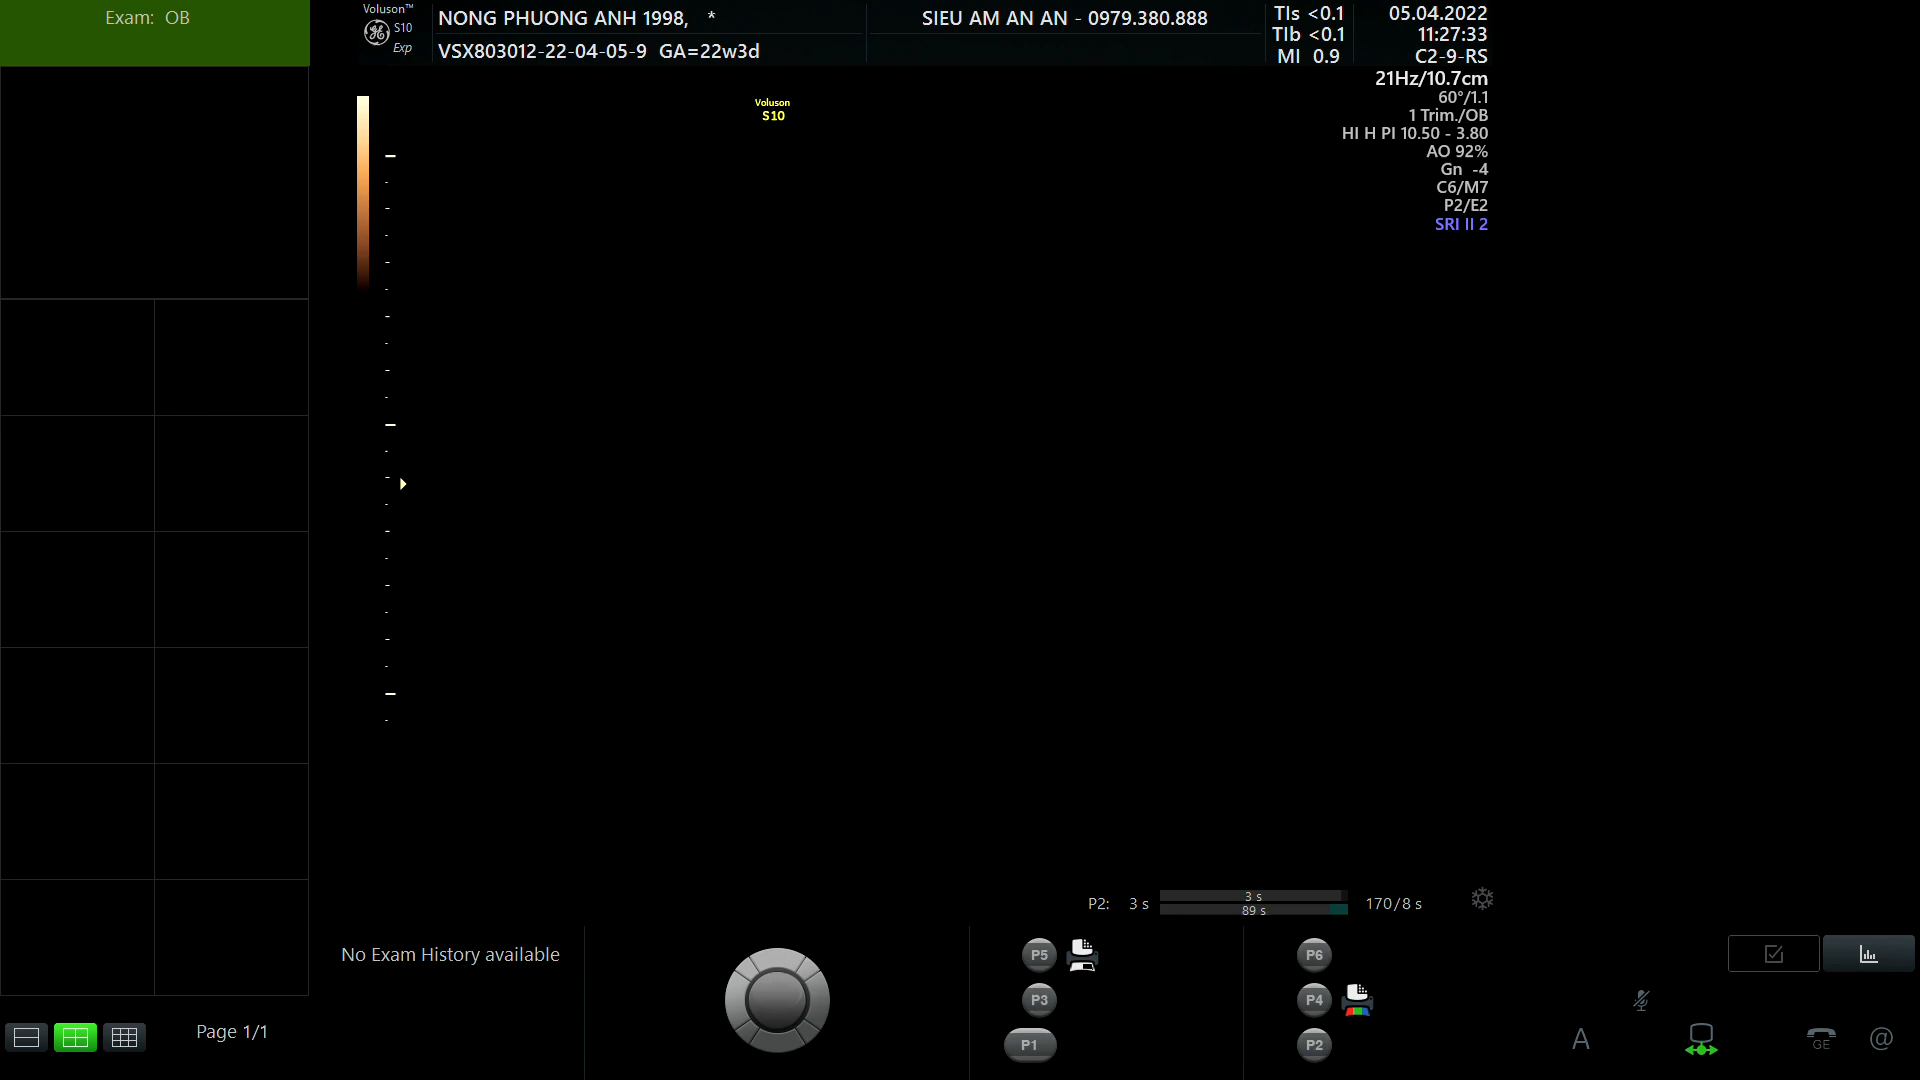 Exam: OB
Voluson™
S10
Exp
NONG PHUONG ANH 1998, *
VSX803012-22-04-05-9 GA=22w3d
SIEU AM AN AN - 0979.380.888
TIs <0.1
TIb <0.1
MI 0.9
05.04.2022
11:27:33
C2-9-RS
21Hz/10.7cm
60°/1.1
1 Trim./OB
HI H PI 10.50 - 3.80
AO 92%
Gn -4
C6/M7
P2/E2
SRI II 2
Voluson
S10
P2: 3 s
3 s
89 s
170/8 s
No Exam History available
P5
P3
P1
P6
P4
P2
Page 1/1
A
GE
@